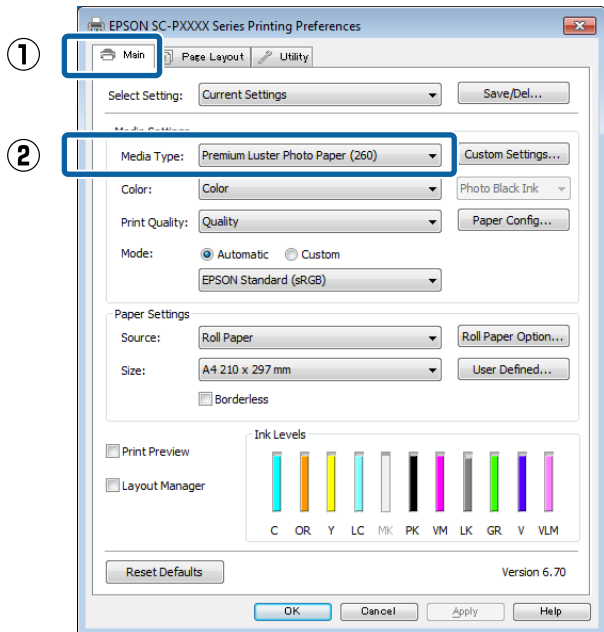 EPSON SC-PXXXX Series Printing Preferences
① Main Page Layout Utility
Select Setting: Current Settings Save/Del...
Media Settings
② Media Type: Premium Luster Photo Paper (260) Custom Settings...
Color: Color Photo Black Ink
Print Quality: Quality Paper Config...
Mode: Automatic Custom
EPSON Standard (sRGB)
Paper Settings
Source: Roll Paper Roll Paper Option...
Size: A4 210 x 297 mm User Defined...
Borderless
Ink Levels
Print Preview
Layout Manager
C OR Y LC MK PK VM LK GR V VLM
Reset Defaults Version 6.70
OK Cancel Apply Help